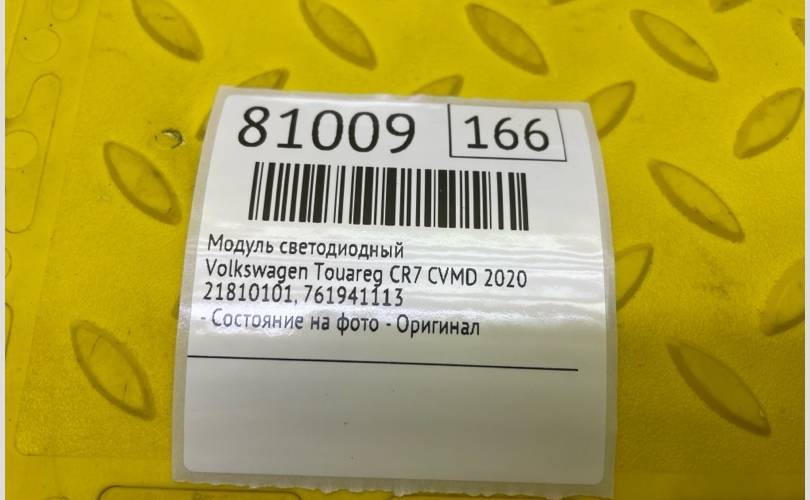 81009 166
Модуль светодиодный
Volkswagen Touareg CR7 CVMD 2020
21810101, 761941113
- Состояние на фото - Оригинал